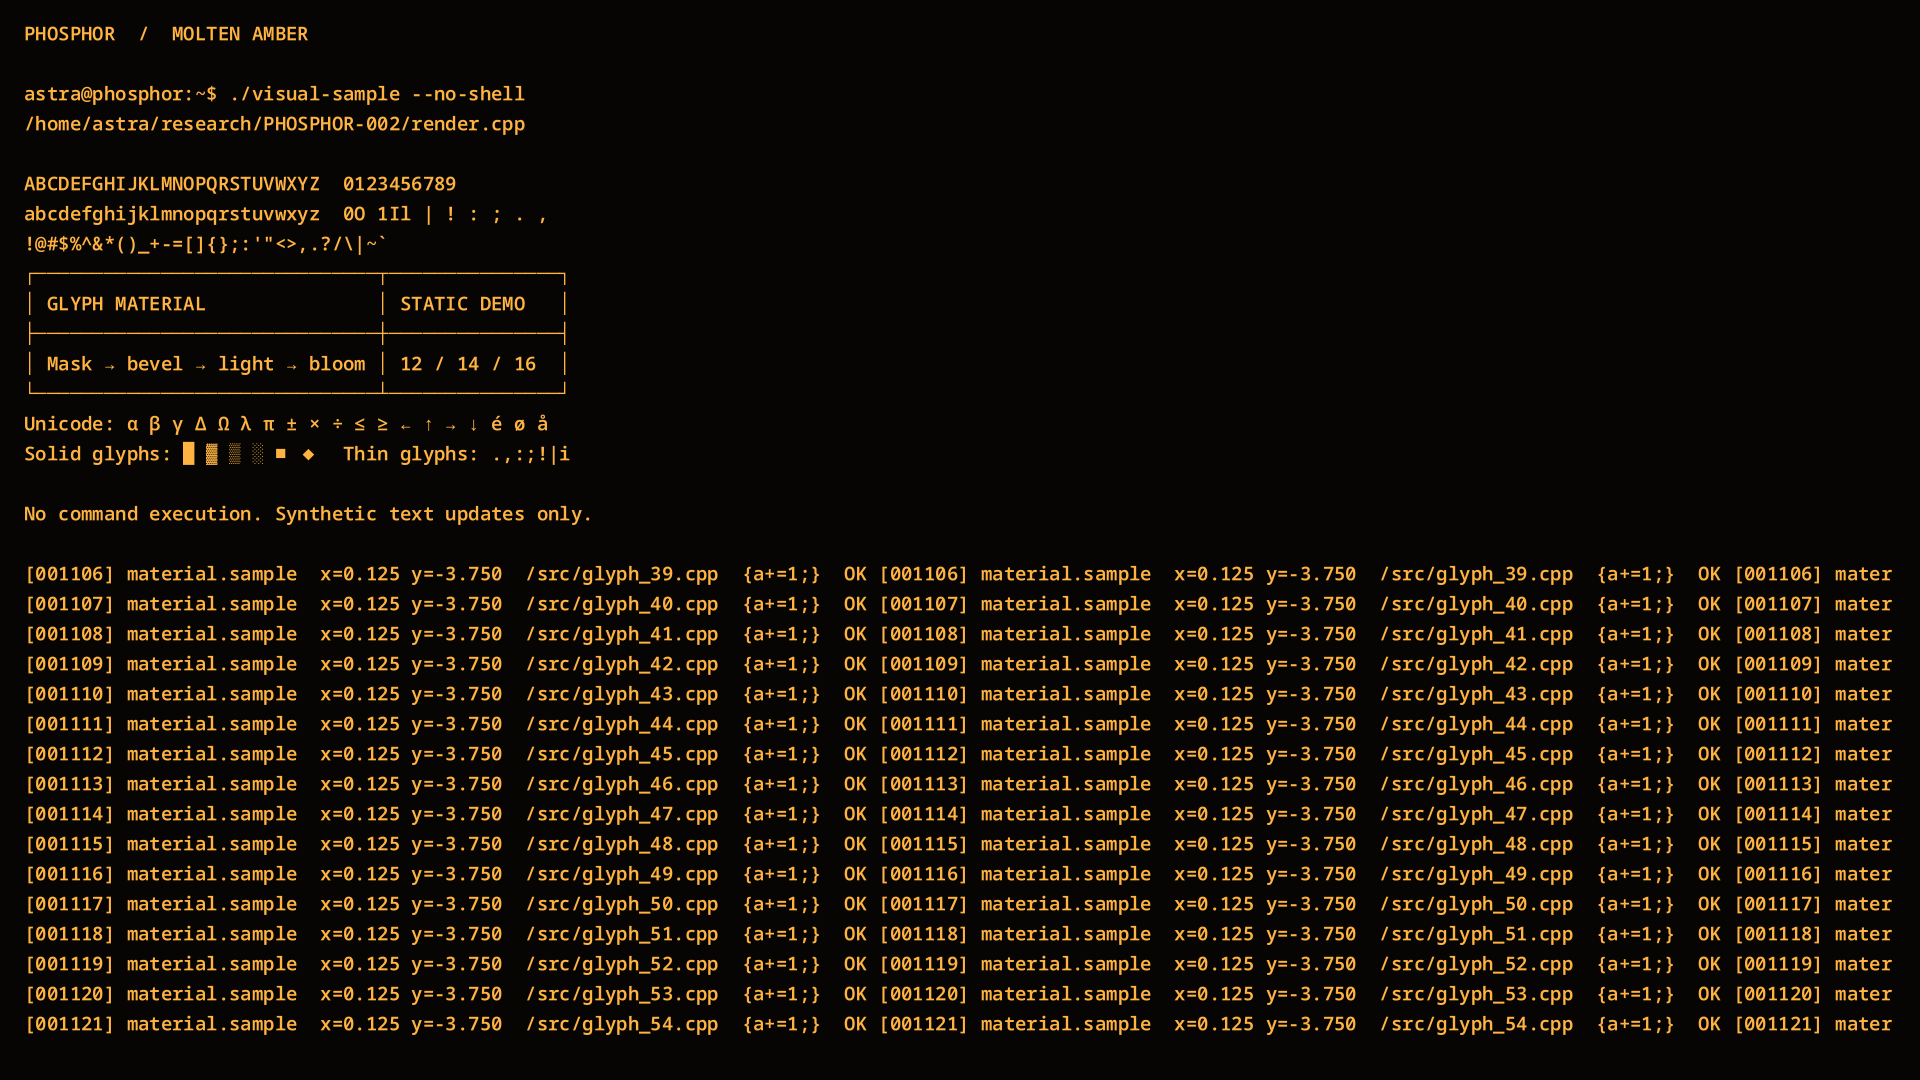 PHOSPHOR  /  MOLTEN AMBER
astra@phosphor:~$ ./visual-sample --no-shell
/home/astra/research/PHOSPHOR-002/render.cpp
ABCDEFGHIJKLMNOPQRSTUVWXYZ  0123456789
abcdefghijklmnopqrstuvwxyz  0O 1Il | ! : ; . ,
!@#$%^&*()_+-=[]{};:'"<>,.?/\|~`
┌──────────────────────────────┬───────────────┐
│ GLYPH MATERIAL               │ STATIC DEMO   │
├──────────────────────────────┼───────────────┤
│ Mask → bevel → light → bloom │ 12 / 14 / 16  │
└──────────────────────────────┴───────────────┘
Unicode: α β γ Δ Ω λ π ± × ÷ ≤ ≥ ← ↑ → ↓ é ø å
Solid glyphs: █ ▓ ▒ ░ ■ ◆  Thin glyphs: .,:;!|i
No command execution. Synthetic text updates only.
[001106] material.sample  x=0.125 y=-3.750  /src/glyph_39.cpp  {a+=1;}  OK [001106] material.sample  x=0.125 y=-3.750  /src/glyph_39.cpp  {a+=1;}  OK [001106] mater
[001107] material.sample  x=0.125 y=-3.750  /src/glyph_40.cpp  {a+=1;}  OK [001107] material.sample  x=0.125 y=-3.750  /src/glyph_40.cpp  {a+=1;}  OK [001107] mater
[001108] material.sample  x=0.125 y=-3.750  /src/glyph_41.cpp  {a+=1;}  OK [001108] material.sample  x=0.125 y=-3.750  /src/glyph_41.cpp  {a+=1;}  OK [001108] mater
[001109] material.sample  x=0.125 y=-3.750  /src/glyph_42.cpp  {a+=1;}  OK [001109] material.sample  x=0.125 y=-3.750  /src/glyph_42.cpp  {a+=1;}  OK [001109] mater
[001110] material.sample  x=0.125 y=-3.750  /src/glyph_43.cpp  {a+=1;}  OK [001110] material.sample  x=0.125 y=-3.750  /src/glyph_43.cpp  {a+=1;}  OK [001110] mater
[001111] material.sample  x=0.125 y=-3.750  /src/glyph_44.cpp  {a+=1;}  OK [001111] material.sample  x=0.125 y=-3.750  /src/glyph_44.cpp  {a+=1;}  OK [001111] mater
[001112] material.sample  x=0.125 y=-3.750  /src/glyph_45.cpp  {a+=1;}  OK [001112] material.sample  x=0.125 y=-3.750  /src/glyph_45.cpp  {a+=1;}  OK [001112] mater
[001113] material.sample  x=0.125 y=-3.750  /src/glyph_46.cpp  {a+=1;}  OK [001113] material.sample  x=0.125 y=-3.750  /src/glyph_46.cpp  {a+=1;}  OK [001113] mater
[001114] material.sample  x=0.125 y=-3.750  /src/glyph_47.cpp  {a+=1;}  OK [001114] material.sample  x=0.125 y=-3.750  /src/glyph_47.cpp  {a+=1;}  OK [001114] mater
[001115] material.sample  x=0.125 y=-3.750  /src/glyph_48.cpp  {a+=1;}  OK [001115] material.sample  x=0.125 y=-3.750  /src/glyph_48.cpp  {a+=1;}  OK [001115] mater
[001116] material.sample  x=0.125 y=-3.750  /src/glyph_49.cpp  {a+=1;}  OK [001116] material.sample  x=0.125 y=-3.750  /src/glyph_49.cpp  {a+=1;}  OK [001116] mater
[001117] material.sample  x=0.125 y=-3.750  /src/glyph_50.cpp  {a+=1;}  OK [001117] material.sample  x=0.125 y=-3.750  /src/glyph_50.cpp  {a+=1;}  OK [001117] mater
[001118] material.sample  x=0.125 y=-3.750  /src/glyph_51.cpp  {a+=1;}  OK [001118] material.sample  x=0.125 y=-3.750  /src/glyph_51.cpp  {a+=1;}  OK [001118] mater
[001119] material.sample  x=0.125 y=-3.750  /src/glyph_52.cpp  {a+=1;}  OK [001119] material.sample  x=0.125 y=-3.750  /src/glyph_52.cpp  {a+=1;}  OK [001119] mater
[001120] material.sample  x=0.125 y=-3.750  /src/glyph_53.cpp  {a+=1;}  OK [001120] material.sample  x=0.125 y=-3.750  /src/glyph_53.cpp  {a+=1;}  OK [001120] mater
[001121] material.sample  x=0.125 y=-3.750  /src/glyph_54.cpp  {a+=1;}  OK [001121] material.sample  x=0.125 y=-3.750  /src/glyph_54.cpp  {a+=1;}  OK [001121] mater